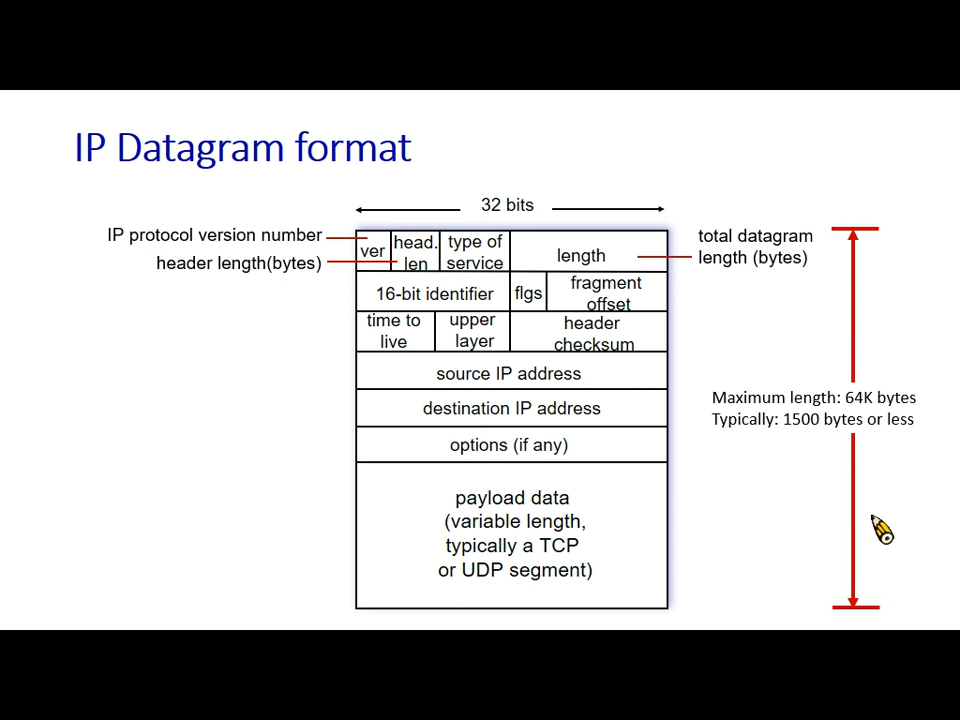 IP Datagram format
32 bits
IP protocol version number
header length(bytes)
ver
head.
len
type of
service
length
total datagram
length (bytes)
16-bit identifier
flgs
fragment
offset
time to
live
upper
layer
header
checksum
source IP address
destination IP address
options (if any)
Maximum length: 64K bytes
Typically: 1500 bytes or less
payload data
(variable length,
typically a TCP
or UDP segment)